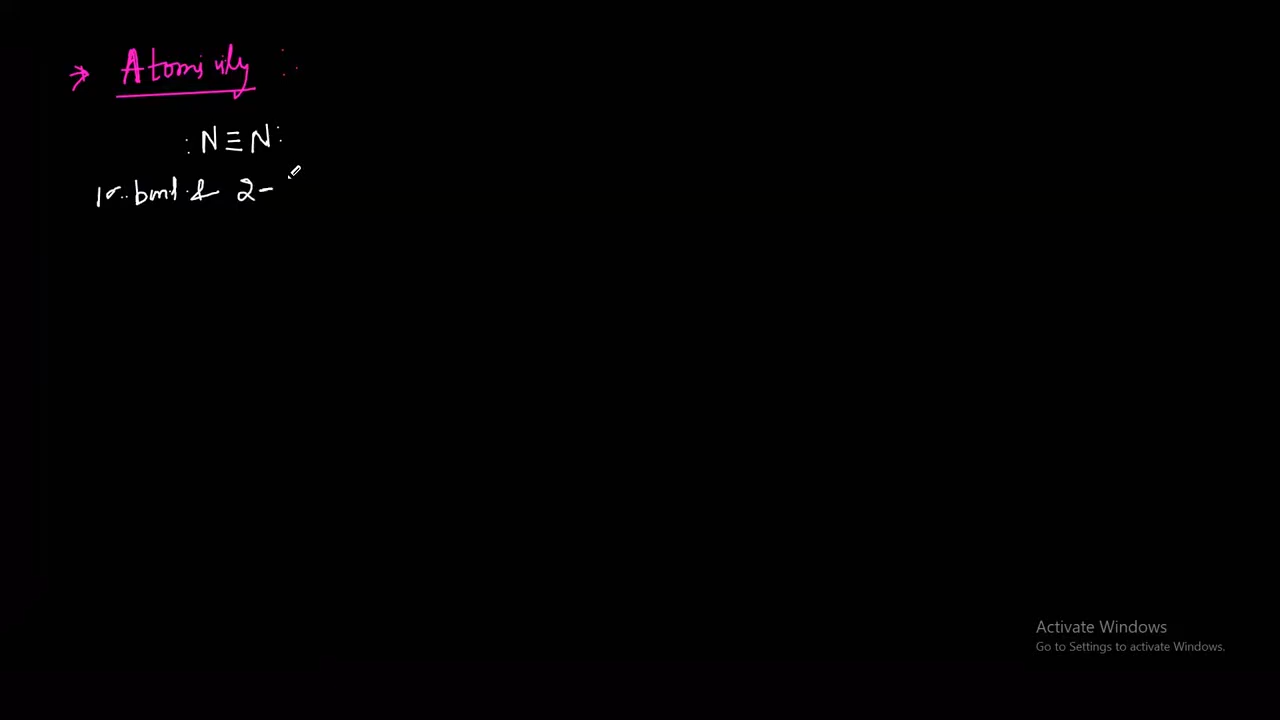 → Atomicity :
:N≡N:
1σ bond & 2-
Activate Windows
Go to Settings to activate Windows.